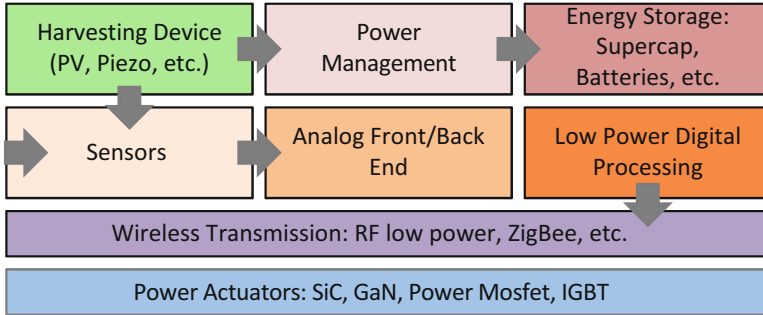 Harvesting Device
(PV, Piezo, etc.)
Power
Management
Energy Storage:
Supercap,
Batteries, etc.
Sensors
Analog Front/Back
End
Low Power Digital
Processing
Wireless Transmission: RF low power, ZigBee, etc.
Power Actuators: SiC, GaN, Power Mosfet, IGBT